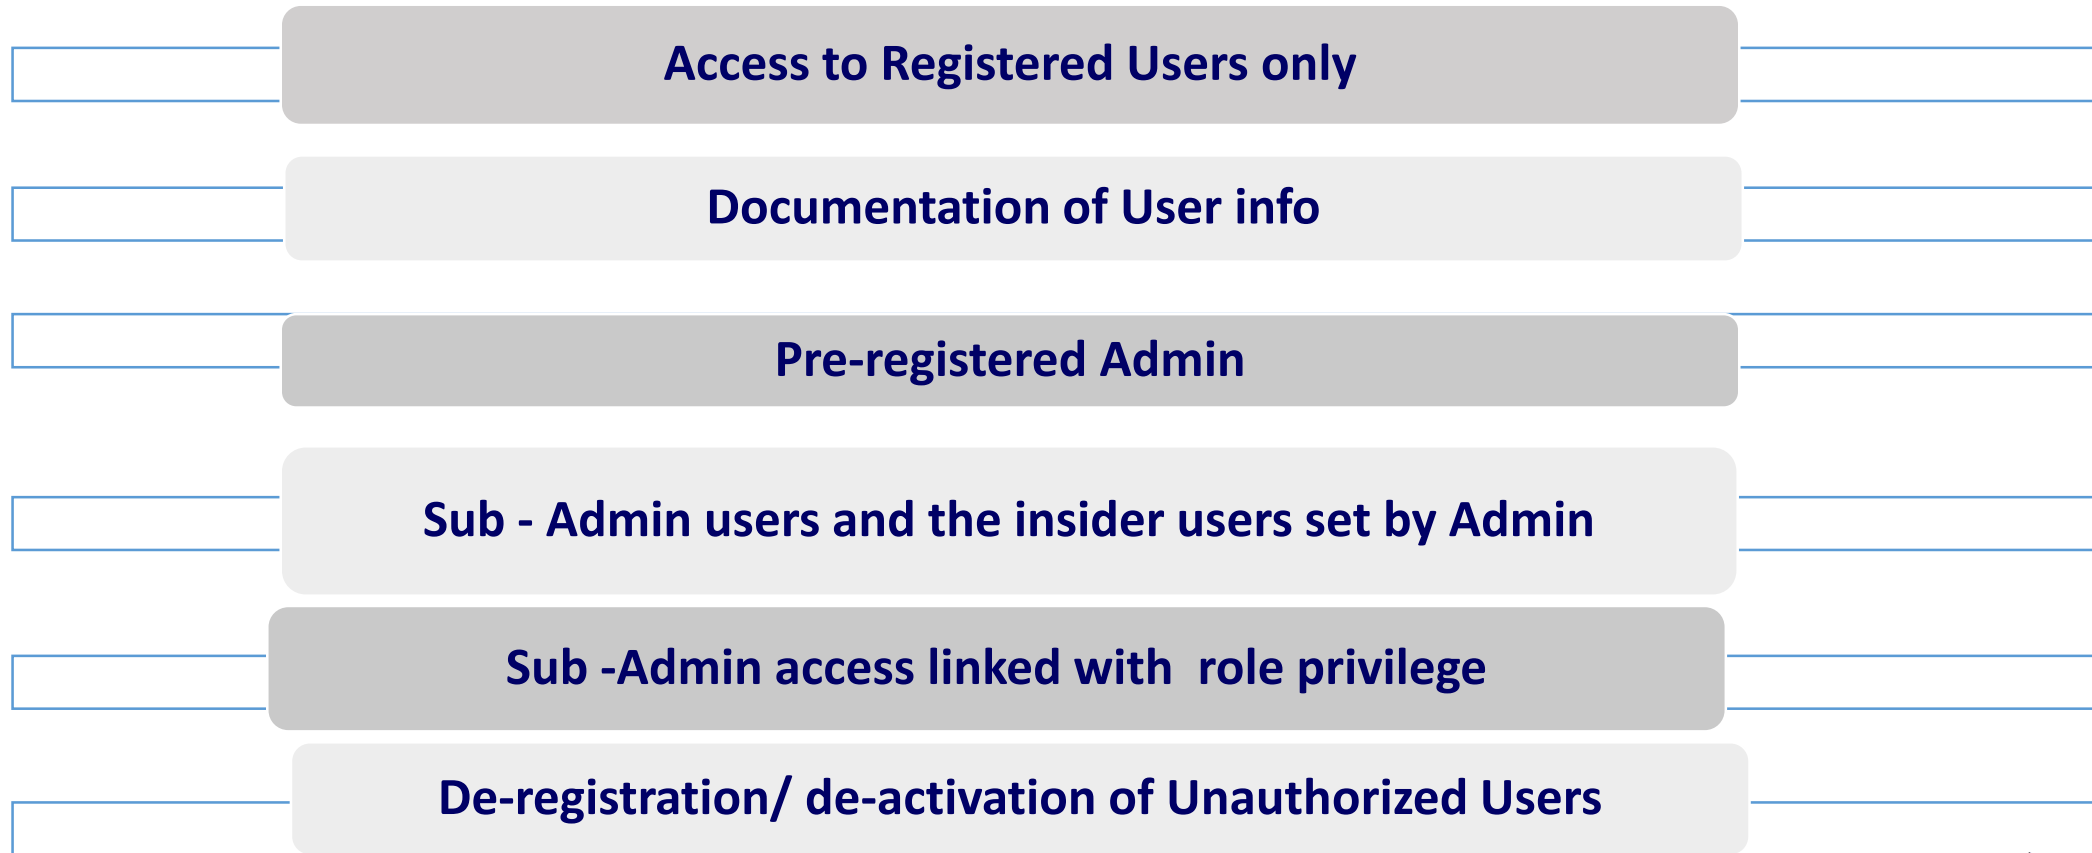 Access to Registered Users only
Documentation of User info
Pre-registered Admin
Sub - Admin users and the insider users set by Admin
Sub -Admin access linked with  role privilege
De-registration/ de-activation of Unauthorized Users